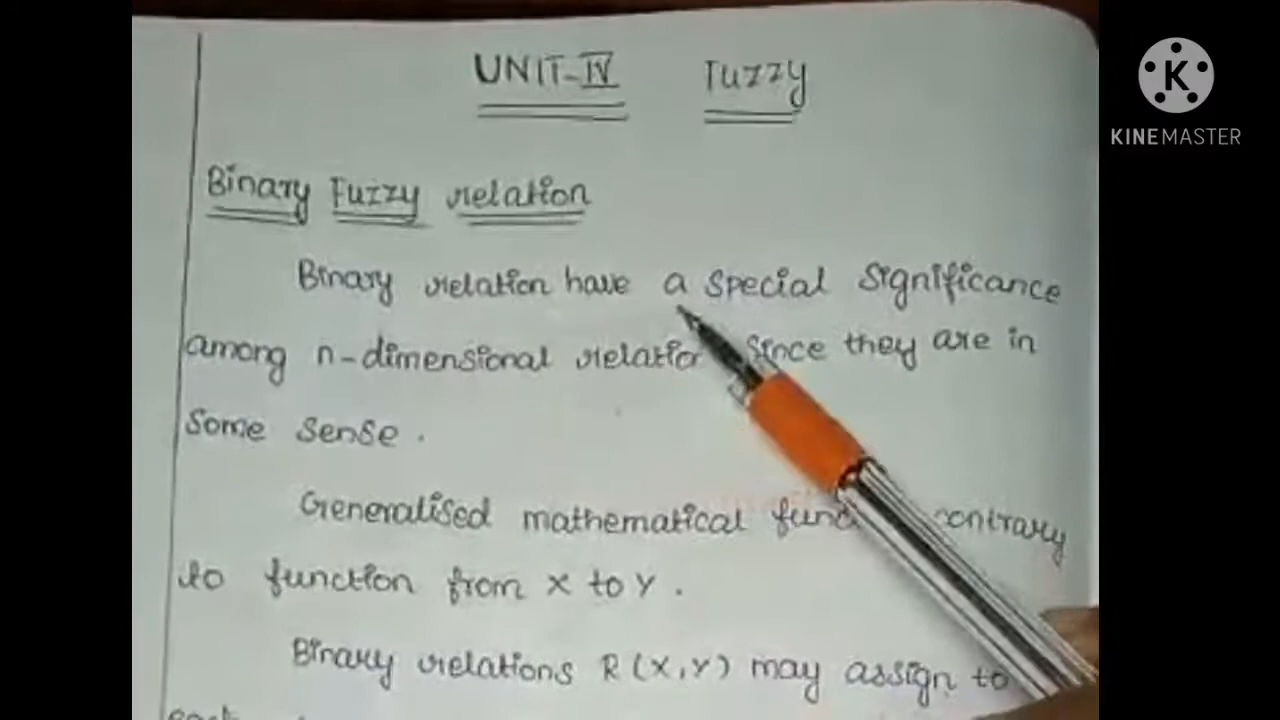 UNIT-IV Fuzzy
K
KINEMASTER
Binary Fuzzy relation
Binary relation have a special significance
among n-dimensional relation since they are in
some sense.
Generalised mathematical func contrary
to function from X to Y.
Binary relations R(X,Y) may assign to